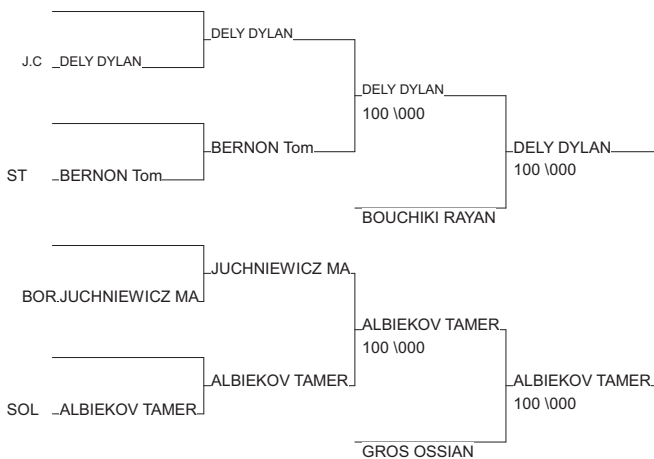 DELY DYLAN
J.C DELY DYLAN
DELY DYLAN
100 \000
BERNON Tom
DELY DYLAN
100 \000
ST BERNON Tom
BOUCHIKI RAYAN
JUCHNIEWICZ MA
BOR. JUCHNIEWICZ MA
ALBIEKOV TAMER
100 \000
ALBIEKOV TAMER
ALBIEKOV TAMER
100 \000
SOL ALBIEKOV TAMER
GROS OSSIAN